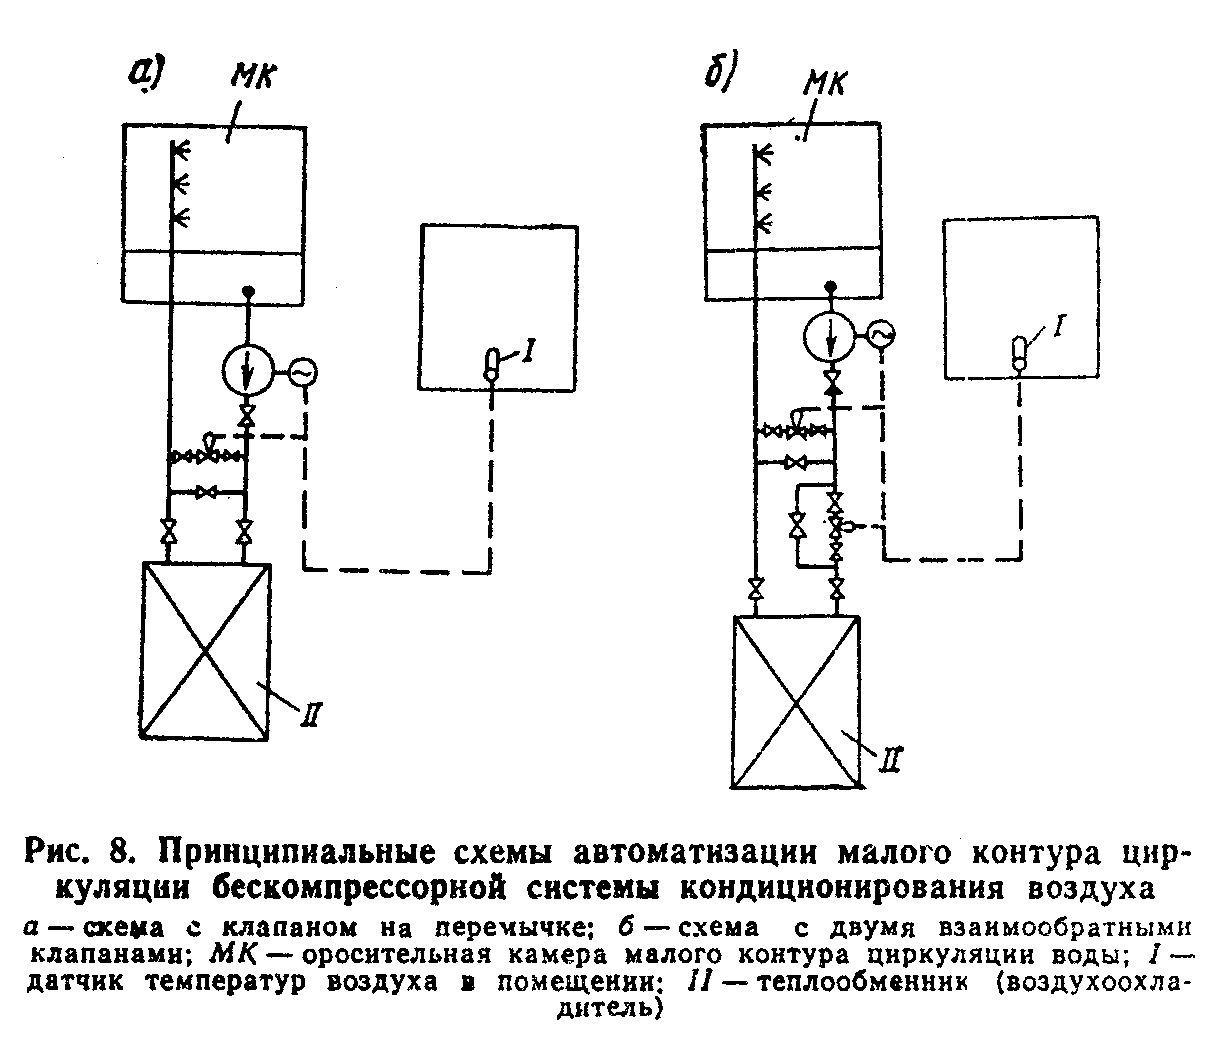 а)
МК
б)
МК
I
I
II
II
Рис. 8. Принципиальные схемы автоматизации малого контура цир-
куляции бескомпрессорной системы кондиционирования воздуха
а — схема с клапаном на перемычке; б — схема с двумя взаимообратными
клапанами; МК — оросительная камера малого контура циркуляции воды; I —
датчик температур воздуха в помещении; II — теплообменник (воздухоохла-
дитель)